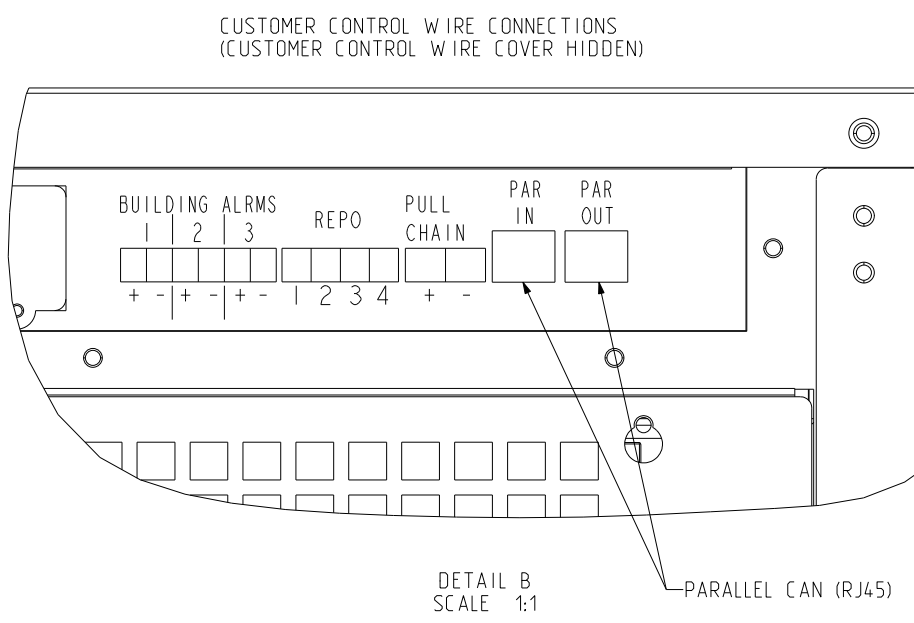 CUSTOMER CONTROL WIRE CONNECTIONS
(CUSTOMER CONTROL WIRE COVER HIDDEN)
BUILDING ALRMS
1 2 3
+ - + - + -
REPO
1 2 3 4
PULL
CHAIN
+ -
PAR
IN
PAR
OUT
PARALLEL CAN (RJ45)
DETAIL B
SCALE 1:1